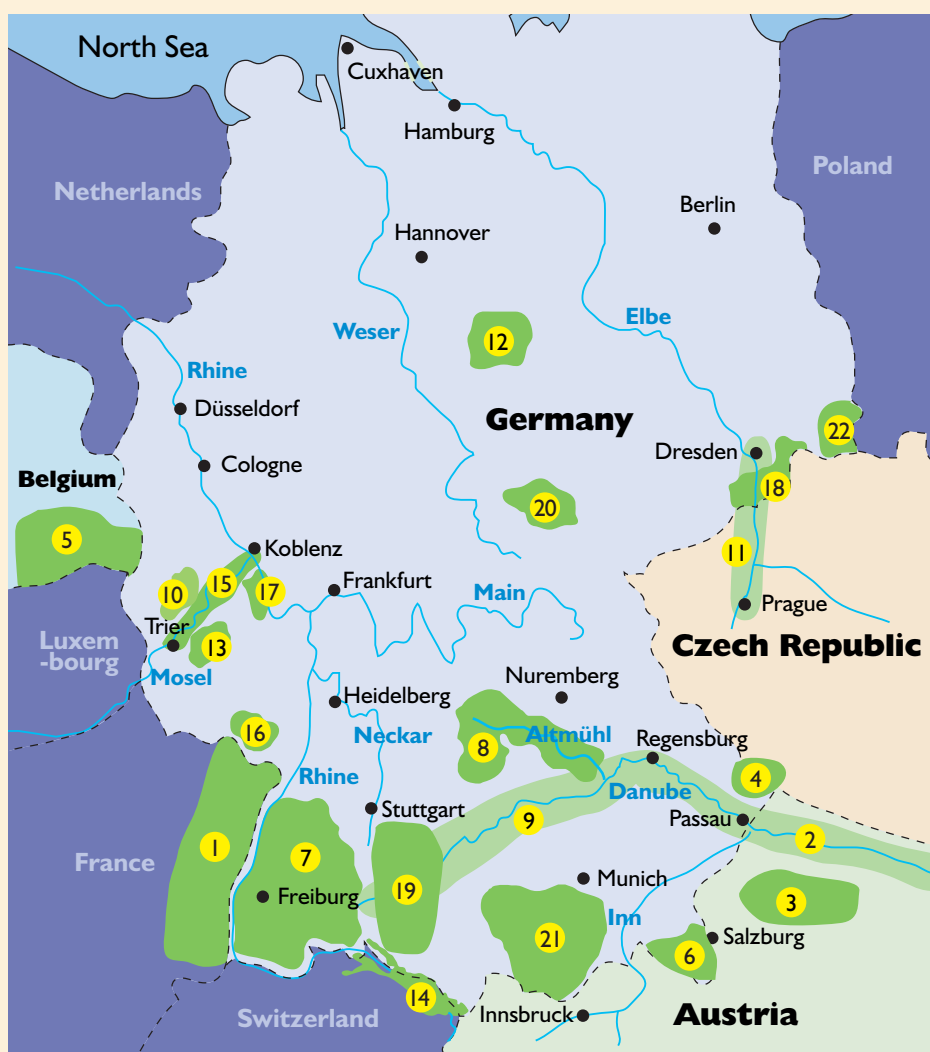 North Sea
Cuxhaven
Hamburg
Netherlands
Poland
Berlin
Hannover
Weser
12
Elbe
Rhine
Düsseldorf
Germany
22
Dresden
Cologne
Belgium
18
5
20
Koblenz
11
10
15
17
Frankfurt
Main
Prague
Trier
13
Luxem
-bourg
Mosel
Czech Republic
Nuremberg
Heidelberg
16
Neckar
8
Altmühl
Regensburg
Rhine
4
Danube
Stuttgart
9
Passau
2
1
7
France
Freiburg
19
Munich
3
Inn
21
Salzburg
6
14
Switzerland
Innsbruck
Austria